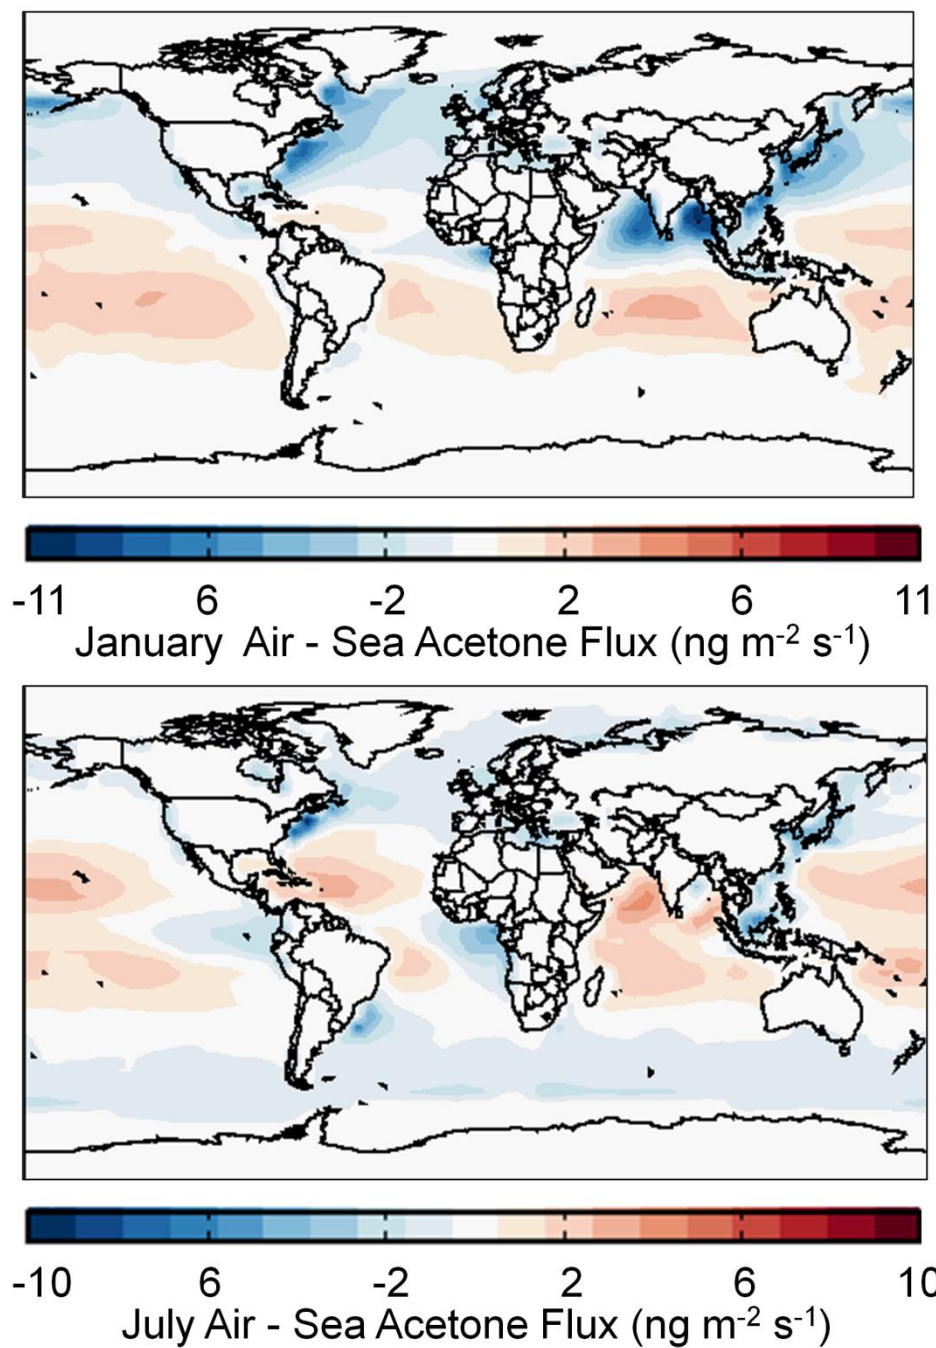 -11 6 -2 2 6 11
January Air - Sea Acetone Flux (ng m⁻² s⁻¹)
-10 6 -2 2 6 10
July Air - Sea Acetone Flux (ng m⁻² s⁻¹)